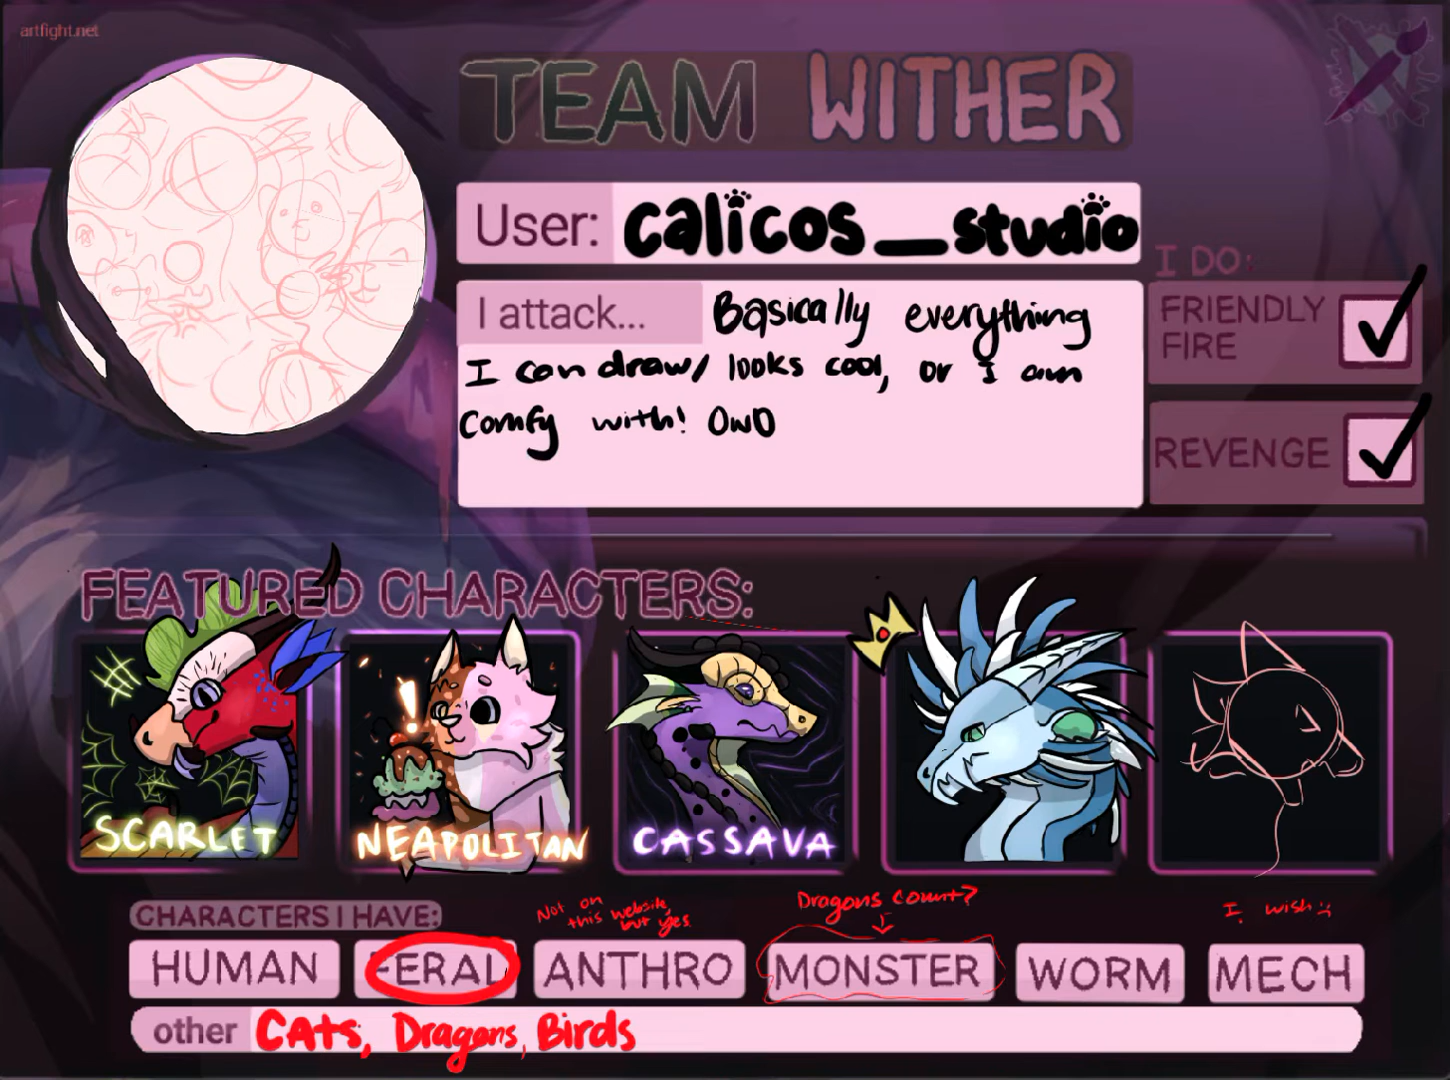 artfight.net
TEAM WITHER
User: calicos_studio
I DO:
I attack... Basically everything
I can draw/ looks cool, or I am
comfy with! OwO
FRIENDLY
FIRE
REVENGE
FEATURED CHARACTERS:
!
SCARLET
NEAPOLITAN
CASSAVA
CHARACTERS I HAVE:
Not on
this website,
but yes
Dragons count?
I wish :(
HUMAN
FERAL
ANTHRO
MONSTER
WORM
MECH
other CAts, Dragons, Birds